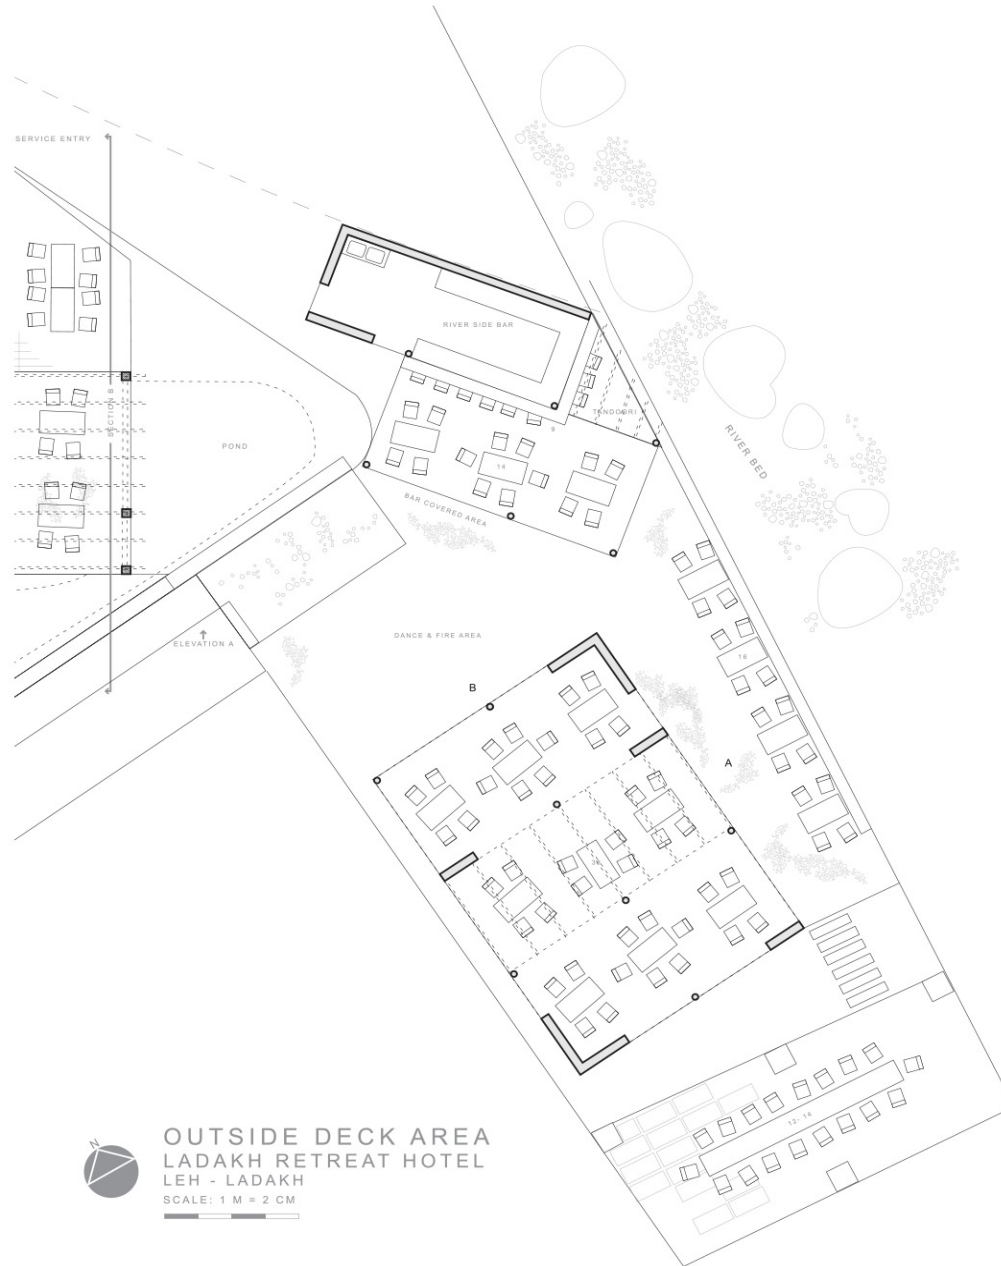 SERVICE ENTRY
RIVER SIDE BAR
SECTION B
TANDOORI
9
POND
16
RIVER BED
BAR COVERED AREA
DANCE & FIRE AREA
ELEVATION A
16
B
A
12- 14
N
OUTSIDE DECK AREA
LADAKH RETREAT HOTEL
LEH - LADAKH
SCALE: 1 M = 2 CM